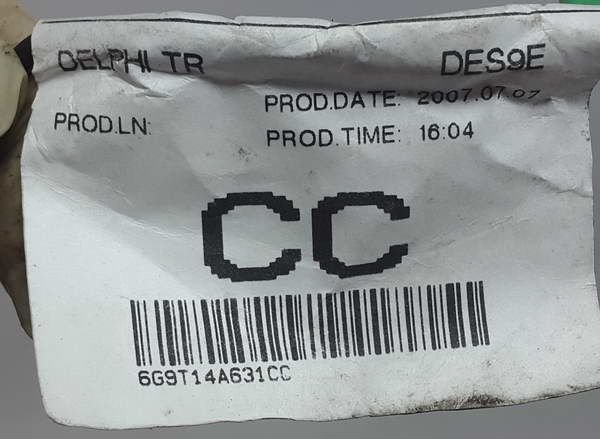 DELPHI TR DES9E
PROD.DATE: 2007.07.07
PROD.LN: PROD.TIME: 16:04
CC
6G9T14A631CC